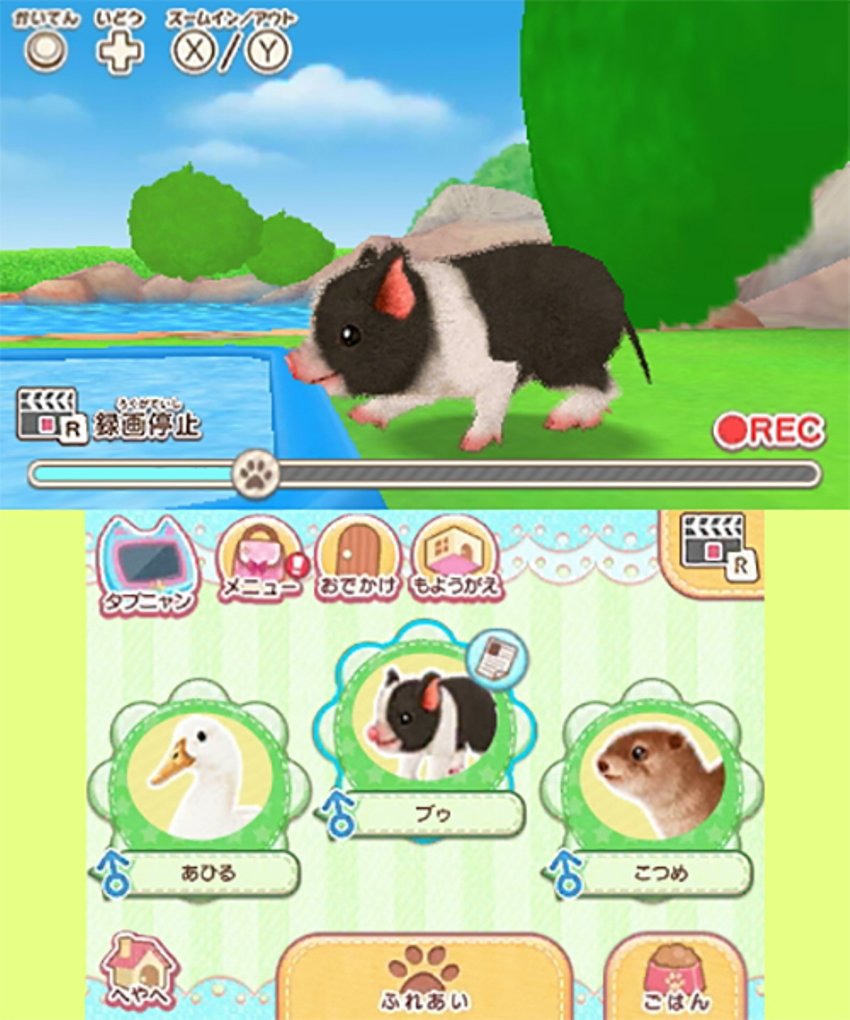 かいてん いどう ズームイン/アウト
X/Y
ろくがていし
R 録画停止
REC
タブニャン メニュー おでかけ もようがえ
R
ブゥ
あひる こつめ
へやへ ふれあい ごはん